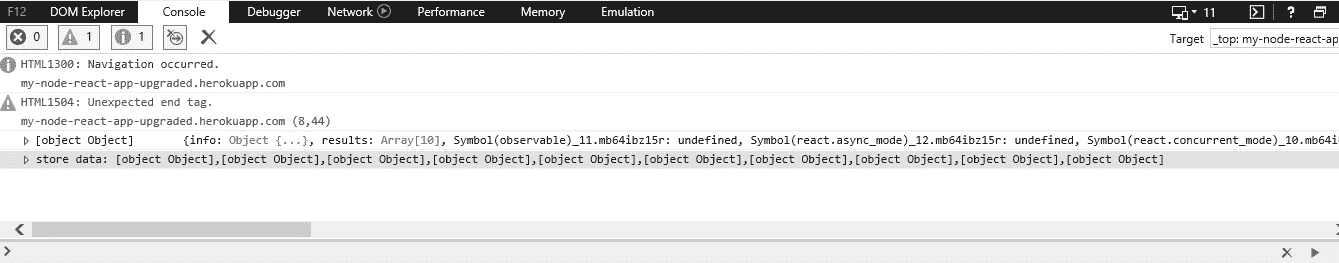 F12 DOM Explorer Console Debugger Network Performance Memory Emulation 11 ?
0 1 1 Target _top: my-node-react-ap
HTML1300: Navigation occurred.
my-node-react-app-upgraded.herokuapp.com
HTML1504: Unexpected end tag.
my-node-react-app-upgraded.herokuapp.com (8,44)
[object Object] {info: Object {...}, results: Array[10], Symbol(observable)_11.mb64ibz15r: undefined, Symbol(react.async_mode)_12.mb64ibz15r: undefined, Symbol(react.concurrent_mode)_10.mb64i
store data: [object Object],[object Object],[object Object],[object Object],[object Object],[object Object],[object Object],[object Object],[object Object],[object Object]